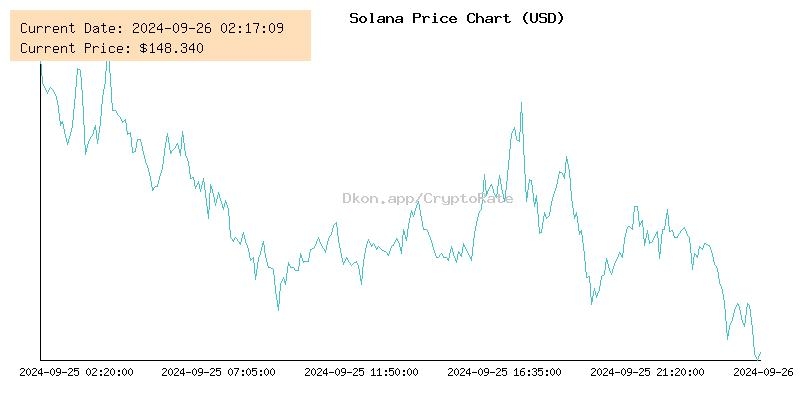 Solana Price Chart (USD)
Current Date: 2024-09-26 02:17:09
Current Price: $148.340
Dkon.app/CryptoRate
2024-09-25 02:20:00 2024-09-25 07:05:00 2024-09-25 11:50:00 2024-09-25 16:35:00 2024-09-25 21:20:00 2024-09-26